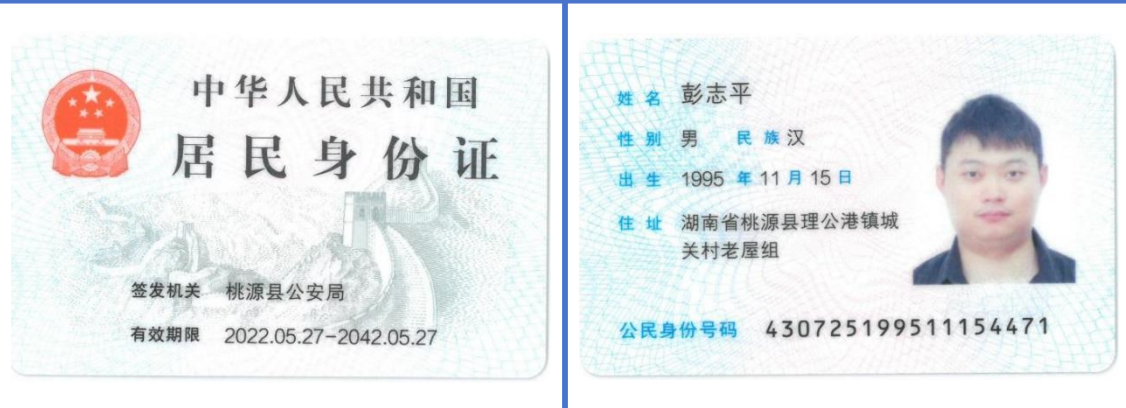 中华人民共和国
居民身份证
签发机关 桃源县公安局
有效期限 2022.05.27-2042.05.27
姓名 彭志平
性别 男 民族 汉
出生 1995 年 11 月 15 日
住址 湖南省桃源县理公港镇城
关村老屋组
公民身份号码 430725199511154471